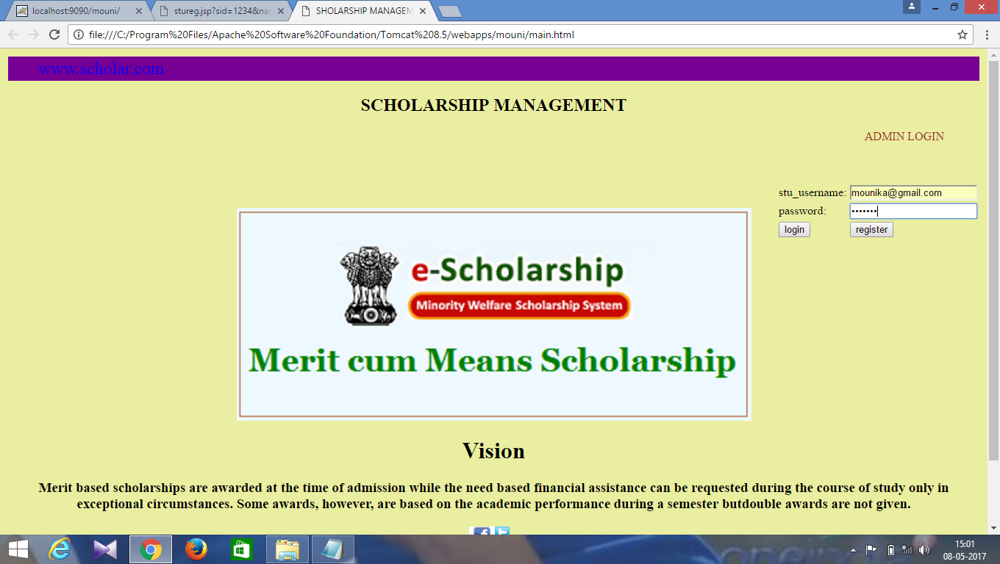 localhost:9090/mouni/
stureg.jsp?sid=1234&na
SHOLARSHIP MANAGEM
file:///C:/Program%20Files/Apache%20Software%20Foundation/Tomcat%208.5/webapps/mouni/main.html
www.scholar.com
SCHOLARSHIP MANAGEMENT
ADMIN LOGIN
stu_username: mounika@gmail.com
password: •••••••
login register
e-Scholarship
Minority Welfare Scholarship System
Merit cum Means Scholarship
Vision
Merit based scholarships are awarded at the time of admission while the need based financial assistance can be requested during the course of study only in
exceptional circumstances. Some awards, however, are based on the academic performance during a semester butdouble awards are not given.
15:01
08-05-2017